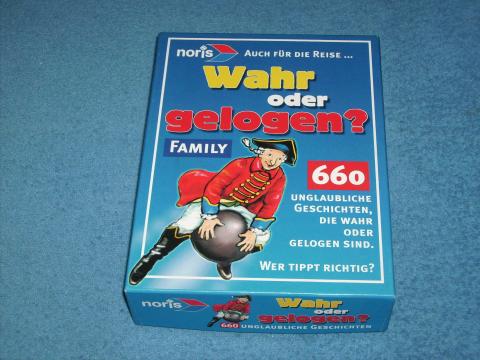 noris AUCH FÜR DIE REISE ...
Wahr
oder
gelogen?
FAMILY
660
UNGLAUBLICHE
GESCHICHTEN,
DIE WAHR
ODER
GELOGEN SIND.
WER TIPPT RICHTIG?
noris
Wahr
oder
gelogen?
660 UNGLAUBLICHE GESCHICHTEN